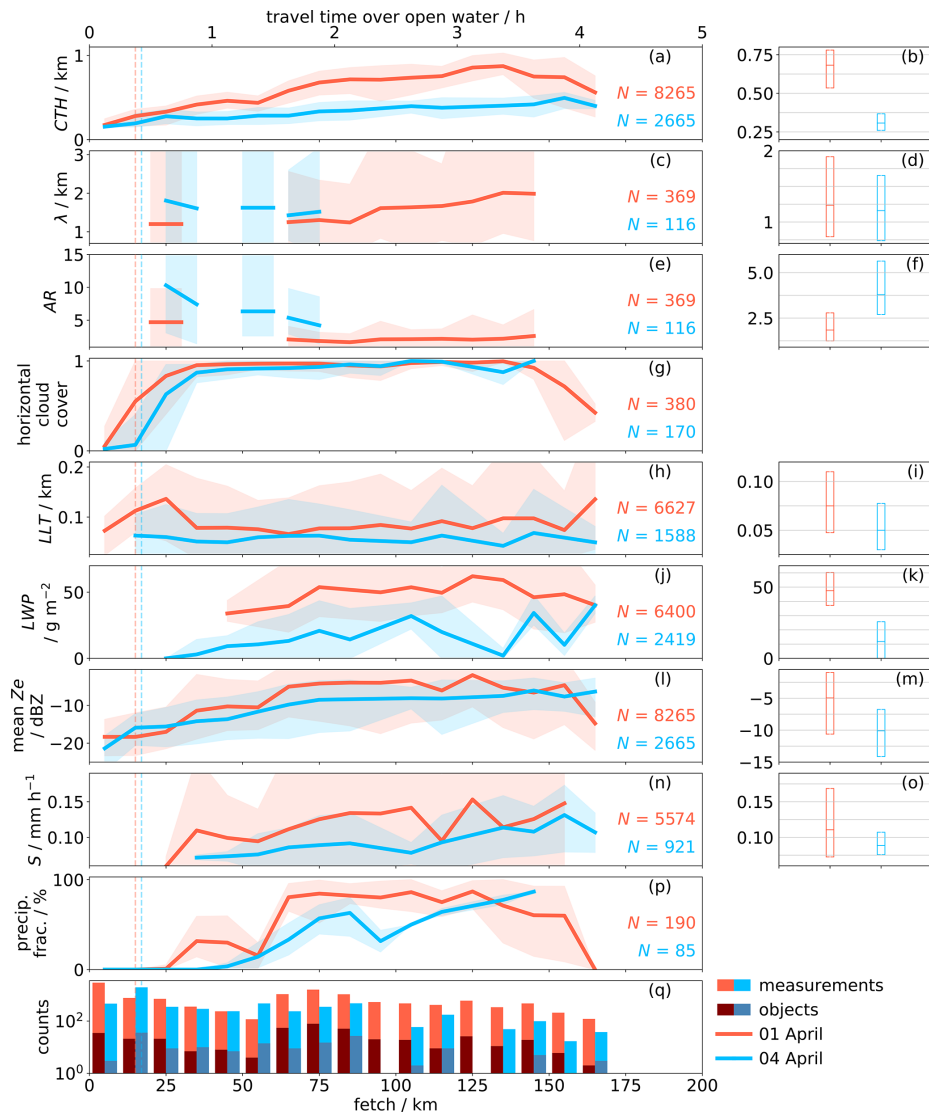 travel time over open water / h
0 1 2 3 4 5
CTH / km
1
0
(a)
N = 8265
N = 2665
(b)
0.75
0.50
0.25
λ / km
3
2
1
(c)
N = 369
N = 116
(d)
2
1
AR
15
10
5
(e)
N = 369
N = 116
(f)
5.0
2.5
horizontal
cloud
cover
1
0
(g)
N = 380
N = 170
LLT / km
0.2
0.1
(h)
N = 6627
N = 1588
(i)
0.10
0.05
LWP
/ g m⁻²
50
0
(j)
N = 6400
N = 2419
(k)
50
0
mean Ze
/ dBZ
−10
−20
(l)
N = 8265
N = 2665
(m)
−5
−10
−15
S / mm h⁻¹
0.15
0.10
(n)
N = 5574
N = 921
(o)
0.15
0.10
precip.
frac. / %
100
0
(p)
N = 190
N = 85
counts
10²
10⁰
(q)
0 25 50 75 100 125 150 175 200
fetch / km
measurements
objects
01 April
04 April